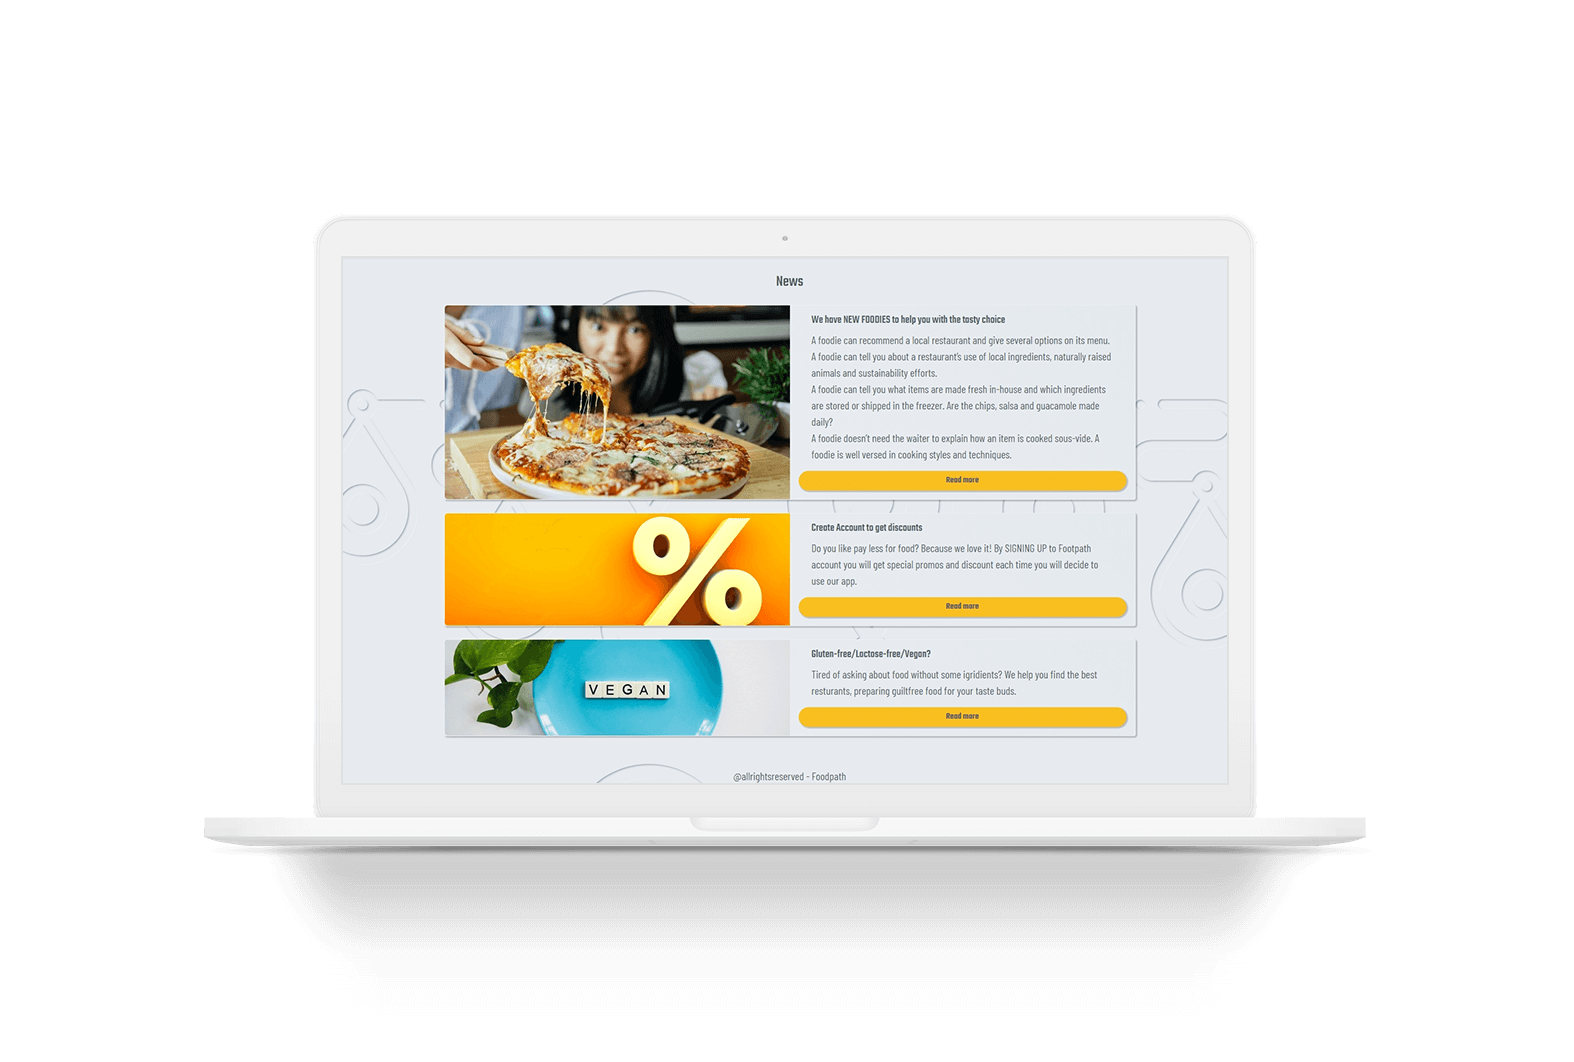 News
We have NEW FOODIES to help you with the tasty choice
A foodie can recommend a local restaurant and give several options on its menu.
A foodie can tell you about a restaurant's use of local ingredients, naturally raised
animals and sustainability efforts.
A foodie can tell you what items are made fresh in-house and which ingredients
are stored or shipped in the freezer. Are the chips, salsa and guacamole made
daily?
A foodie doesn't need the waiter to explain how an item is cooked sous-vide. A
foodie is well versed in cooking styles and techniques.
Read more
%
Create Account to get discounts
Do you like pay less for food? Because we love it! By SIGNING UP to Footpath
account you will get special promos and discount each time you will decide to
use our app.
Read more
VEGAN
Gluten-free/Lactose-free/Vegan?
Tired of asking about food without some igridients? We help you find the best
resturants, preparing guiltfree food for your taste buds.
Read more
@allrightsreserved - Foodpath